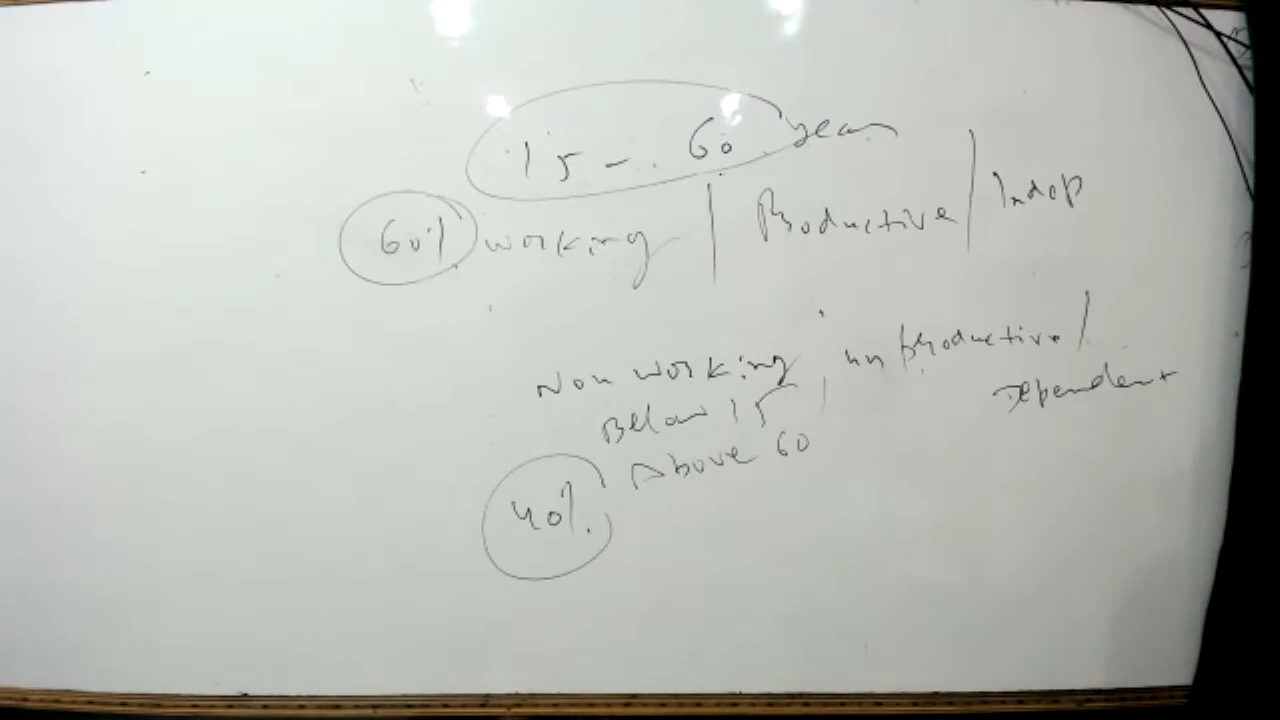 15 - 60 year
60% working | Productive | Indep
Non working, unproductive |
Dependent
Below 15
Above 60
40%.